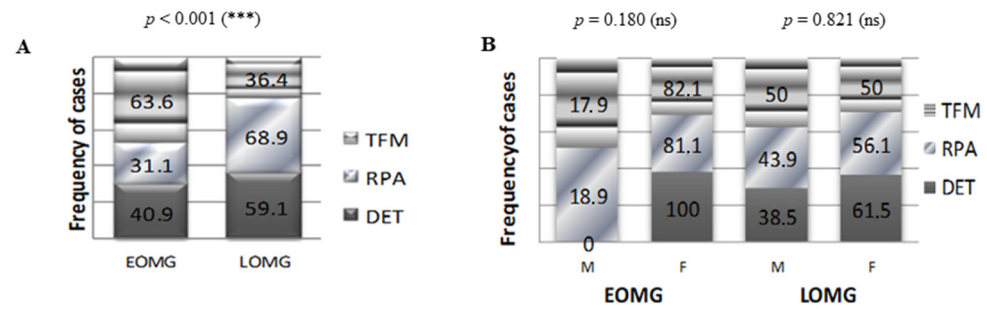 p < 0.001 (***)
A
Frequency of cases
63.6
31.1
40.9
36.4
68.9
59.1
EOMG
LOMG
TFM
RPA
DET
p = 0.180 (ns)
p = 0.821 (ns)
B
Frequencyof cases
17.9
18.9
0
82.1
81.1
100
50
43.9
38.5
50
56.1
61.5
M
F
M
F
EOMG
LOMG
TFM
RPA
DET